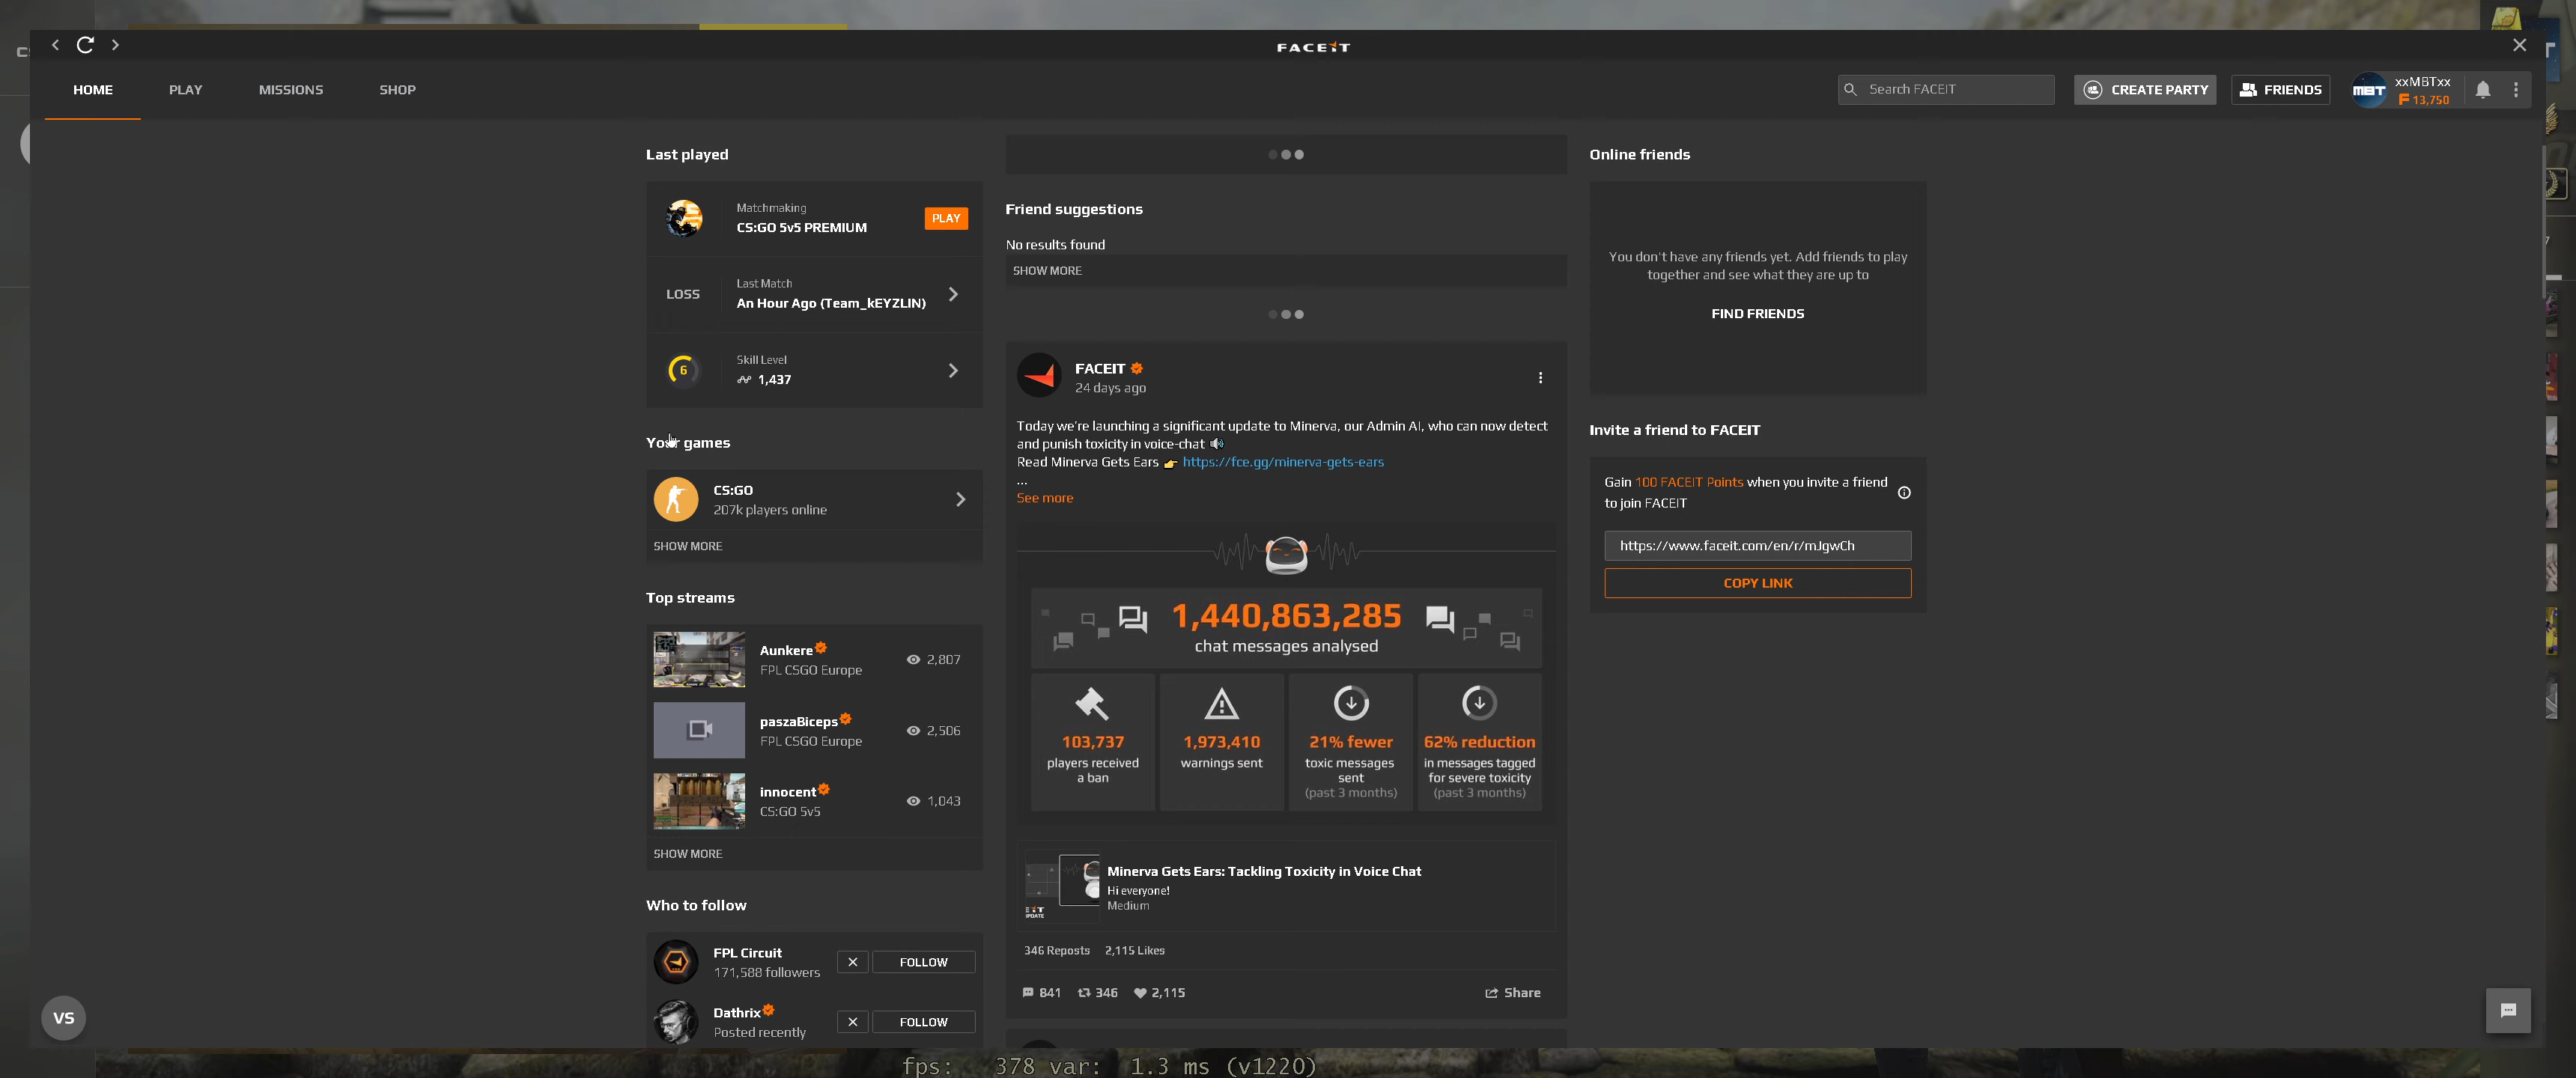 FACEIT
HOME
PLAY
MISSIONS
SHOP
Search FACEIT
CREATE PARTY
FRIENDS
MBT
xxMBTxx
13,750
Last played
Matchmaking
CS:GO 5v5 PREMIUM
PLAY
LOSS
Last Match
An Hour Ago (Team_kEYZLIN)
6
Skill Level
1,437
Your games
CS:GO
207k players online
SHOW MORE
Top streams
Aunkere
FPL CSGO Europe
2,807
paszaBiceps
FPL CSGO Europe
2,506
innocent
CS:GO 5v5
1,043
SHOW MORE
Who to follow
FPL Circuit
171,588 followers
FOLLOW
Dathrix
Posted recently
FOLLOW
VS
Friend suggestions
No results found
SHOW MORE
FACEIT
24 days ago
Today we're launching a significant update to Minerva, our Admin AI, who can now detect
and punish toxicity in voice-chat
Read Minerva Gets Ears https://fce.gg/minerva-gets-ears
...
See more
1,440,863,285
chat messages analysed
103,737
players received
a ban
1,973,410
warnings sent
21% fewer
toxic messages
sent
(past 3 months)
62% reduction
in messages tagged
for severe toxicity
(past 3 months)
Minerva Gets Ears: Tackling Toxicity in Voice Chat
Hi everyone!
Medium
346 Reposts 2,115 Likes
841 346 2,115
Share
Online friends
You don't have any friends yet. Add friends to play
together and see what they are up to
FIND FRIENDS
Invite a friend to FACEIT
Gain 100 FACEIT Points when you invite a friend
to join FACEIT
https://www.faceit.com/en/r/mJgwCh
COPY LINK
fps: 378 var: 1.3 ms (v1220)